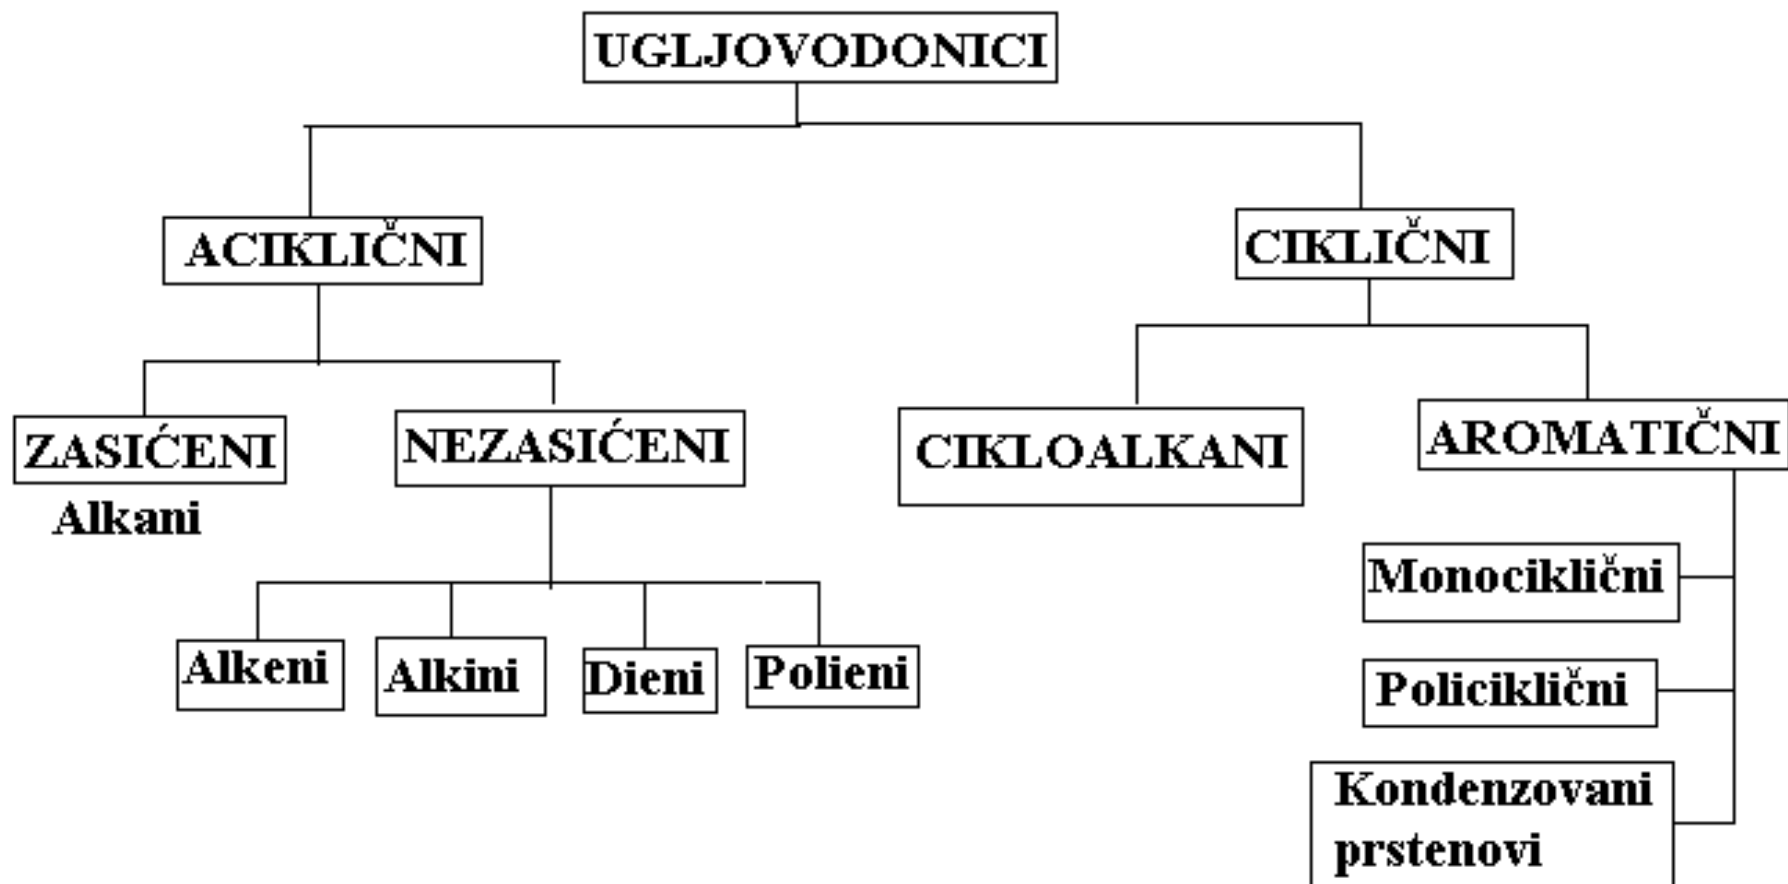 UGLJOVODONICI
ACIKLIČNI
CIKLIČNI
ZASIĆENI
NEZASIĆENI
CIKLOALKANI
AROMATIČNI
Alkani
Monociklični
Alkeni
Alkini
Dieni
Polieni
Policiklični
Kondenzovani
prstenovi